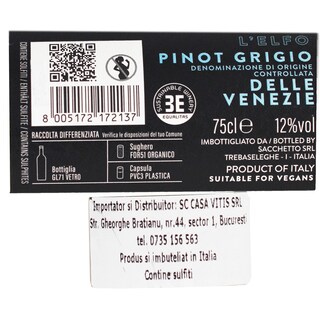 L'ELFO
PINOT GRIGIO
DENOMINAZIONE DI ORIGINE
CONTROLLATA
DELLE
VENEZIE
75cl e 12%vol
IMBOTTIGLIATO DA / BOTTLED BY
SACCHETTO SRL
TREBASELEGHE - I - ITALIA
PRODUCT OF ITALY
SUITABLE FOR VEGANS
CONTIENE SOLFITI / ENTHÄLT SULFITE / CONTAINS SULPHITES
8 005172 172137
SUSTAINABLE WINERY
3E
EQUALITAS
RACCOLTA DIFFERENZIATA Verifica le disposizioni del tuo Comune
Bottiglia
GL71 VETRO
Sughero
FOR51 ORGANICO
Capsula
PVC3 PLASTICA
Importator si Distribuitor: SC CASA VITIS SRL
Str. Gheorghe Bratianu, nr.44, sector 1, Bucuresti
tel. 0735 156 563
Produs si imbuteliat in Italia
Contine sulfiti